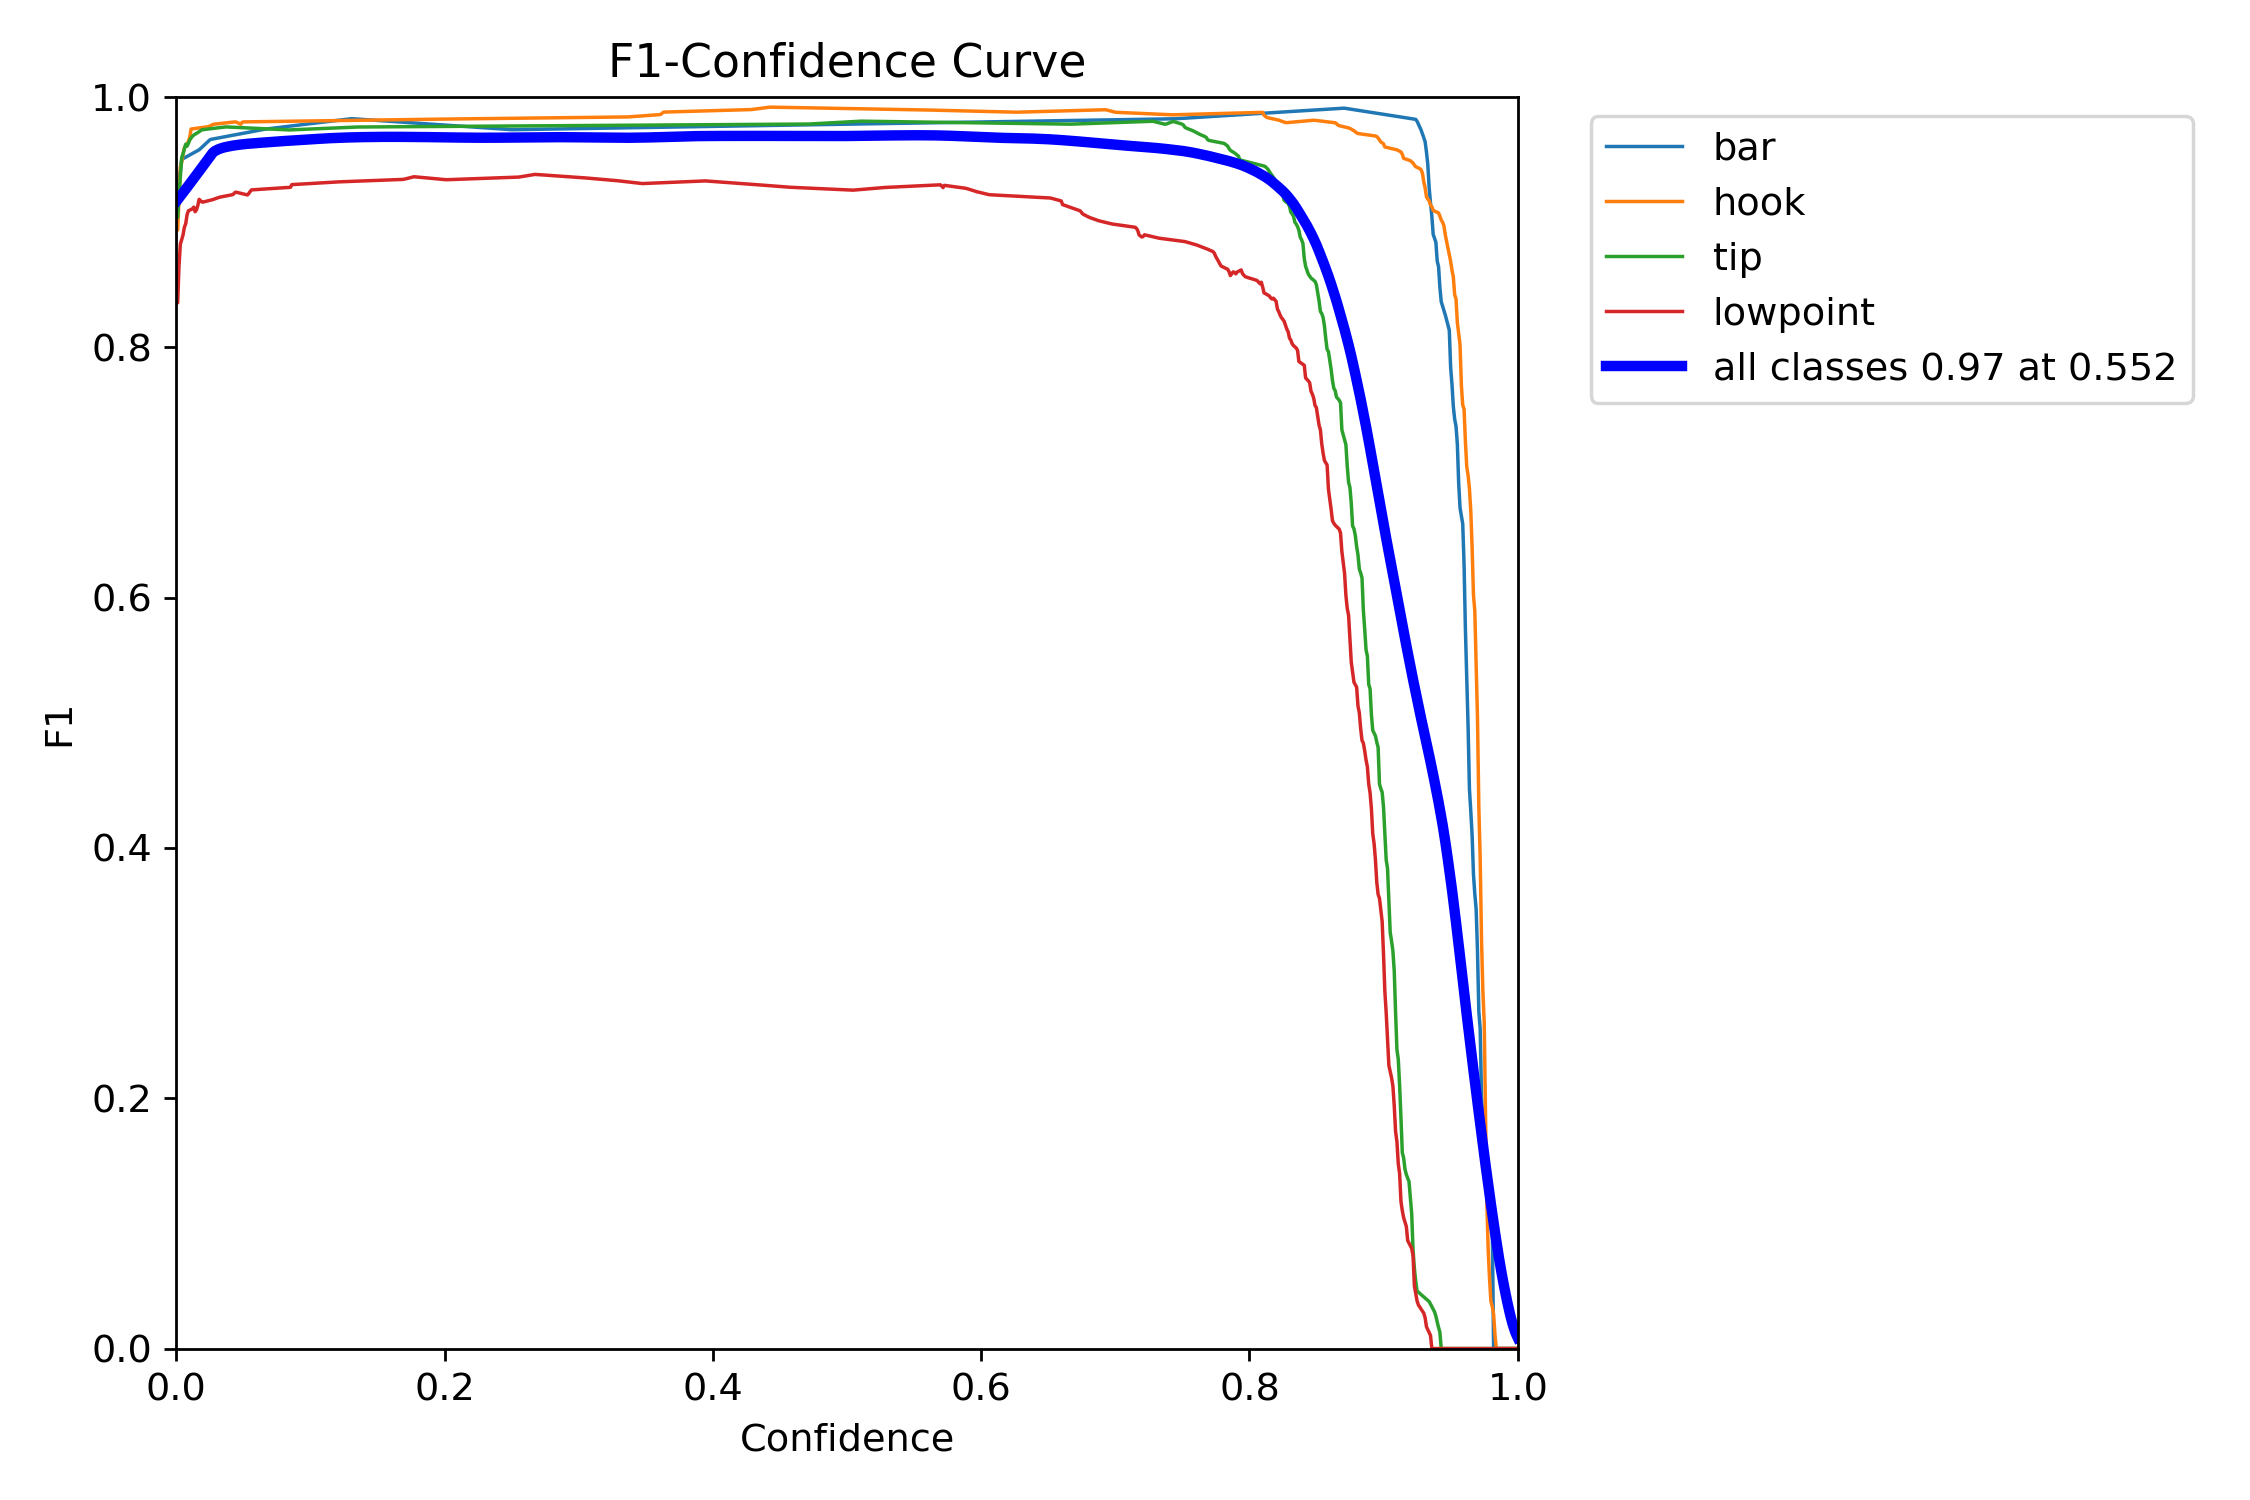 F1-Confidence Curve
1.0
0.8
0.6
0.4
0.2
0.0
F1
0.0 0.2 0.4 0.6 0.8 1.0
Confidence
bar
hook
tip
lowpoint
all classes 0.97 at 0.552